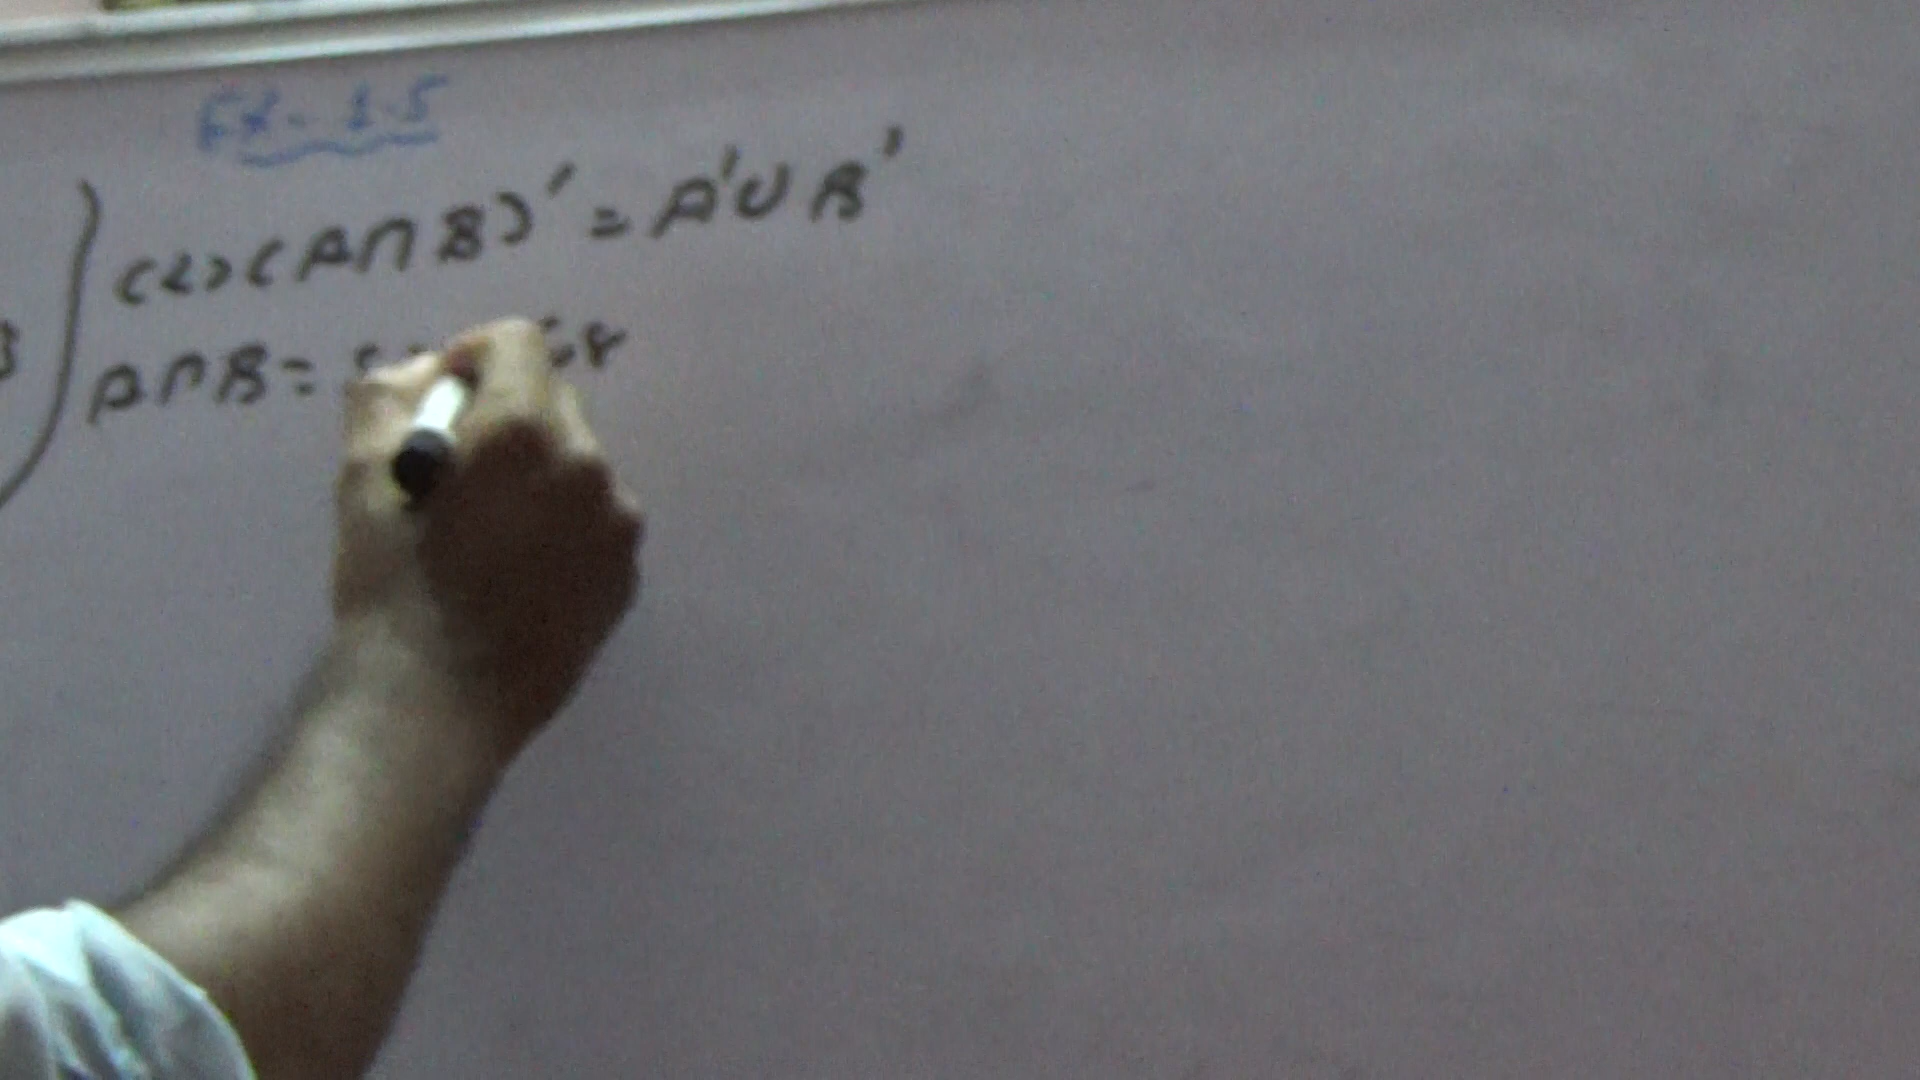 Ex - 1.5
(2) (A∩B)' = A'∪B'
A∩B =